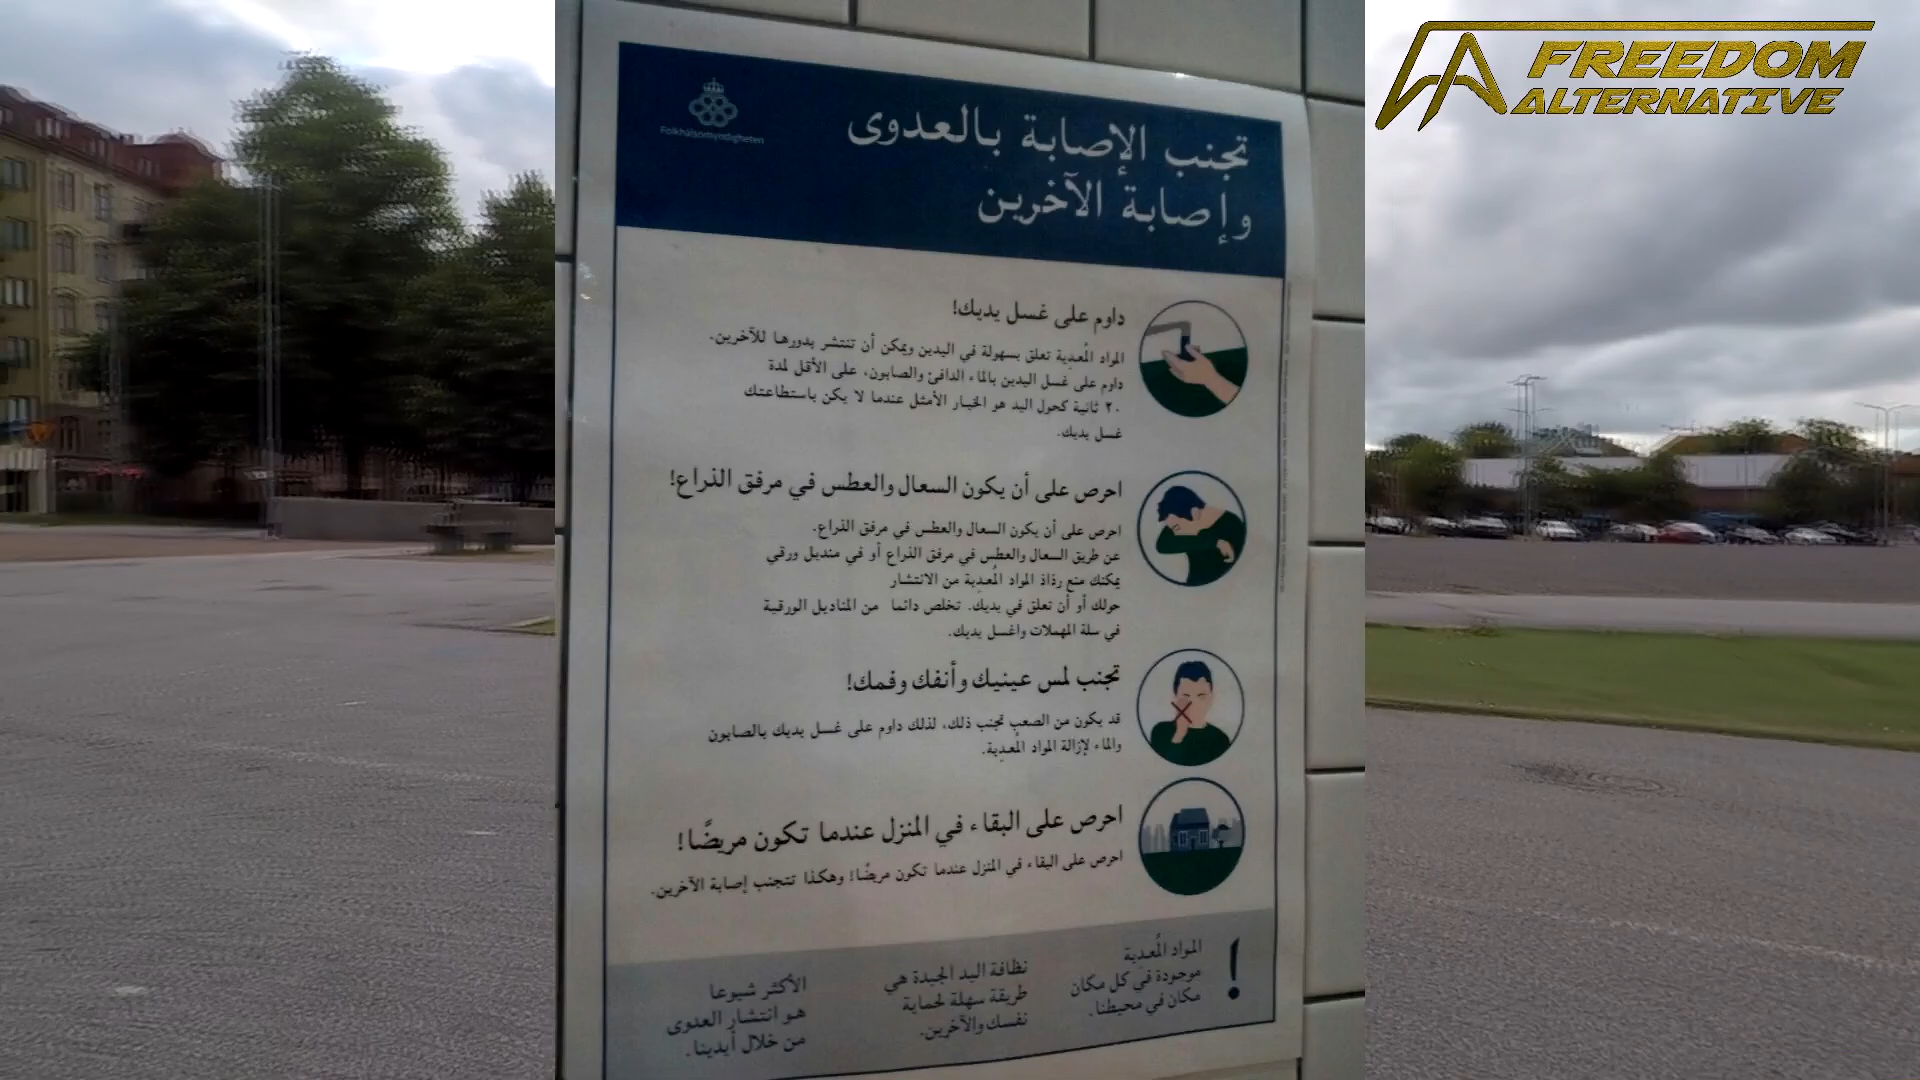 FREEDOM
ALTERNATIVE
Folkhälsomyndigheten
تجنب الإصابة بالعدوى
وإصابة الآخرين
داوم على غسل يديك!
المواد المُعدِية تعلق بسهولة في اليدين ويمكن أن تنتشر بدورها للآخرين.
داوم على غسل اليدين بالماء الدافئ والصابون، على الأقل لمدة
٢٠ ثانية كحول اليد هو الخيار الأمثل عندما لا يكن باستطاعتك
غسل يديك.
احرص على أن يكون السعال والعطس في مرفق الذراع!
احرص على أن يكون السعال والعطس في مرفق الذراع.
عن طريق السعال والعطس في مرفق الذراع أو في منديل ورقي
يمكنك منع رذاذ المواد المُعدِية من الانتشار
حولك أو أن تعلق في يديك. تخلص دائما من المناديل الورقية
في سلة المهملات واغسل يديك.
تجنب لمس عينيك وأنفك وفمك!
قد يكون من الصعب تجنب ذلك، لذلك داوم على غسل يديك بالصابون
والماء لإزالة المواد المُعدِية.
احرص على البقاء في المنزل عندما تكون مريضًا!
احرص على البقاء في المنزل عندما تكون مريضًا! وهكذا تتجنب إصابة الآخرين.
!
المواد المُعدية
موجودة في كل مكان
مكان في محيطنا.
نظافة اليد الجيدة هي
طريقة سهلة لحماية
نفسك والآخرين.
الأكثر شيوعا
هو انتشار العدوى
من خلال أيدينا.